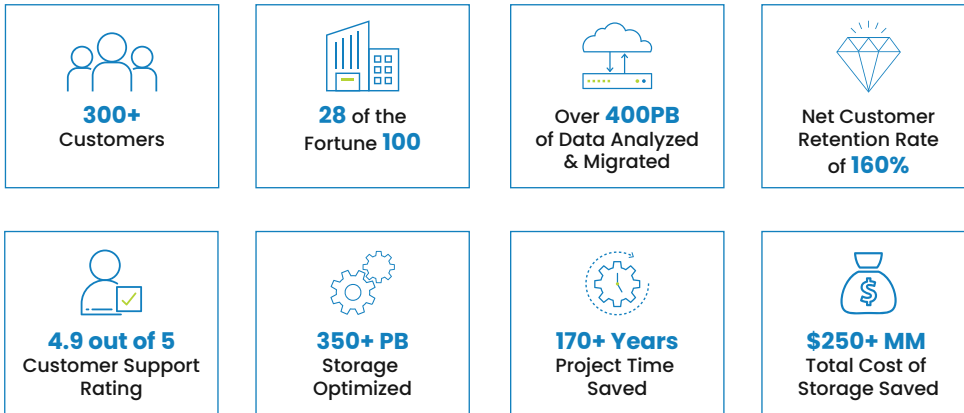 300+
Customers
28 of the
Fortune 100
Over 400PB
of Data Analyzed
& Migrated
Net Customer
Retention Rate
of 160%
4.9 out of 5
Customer Support
Rating
350+ PB
Storage
Optimized
170+ Years
Project Time
Saved
$
$250+ MM
Total Cost of
Storage Saved